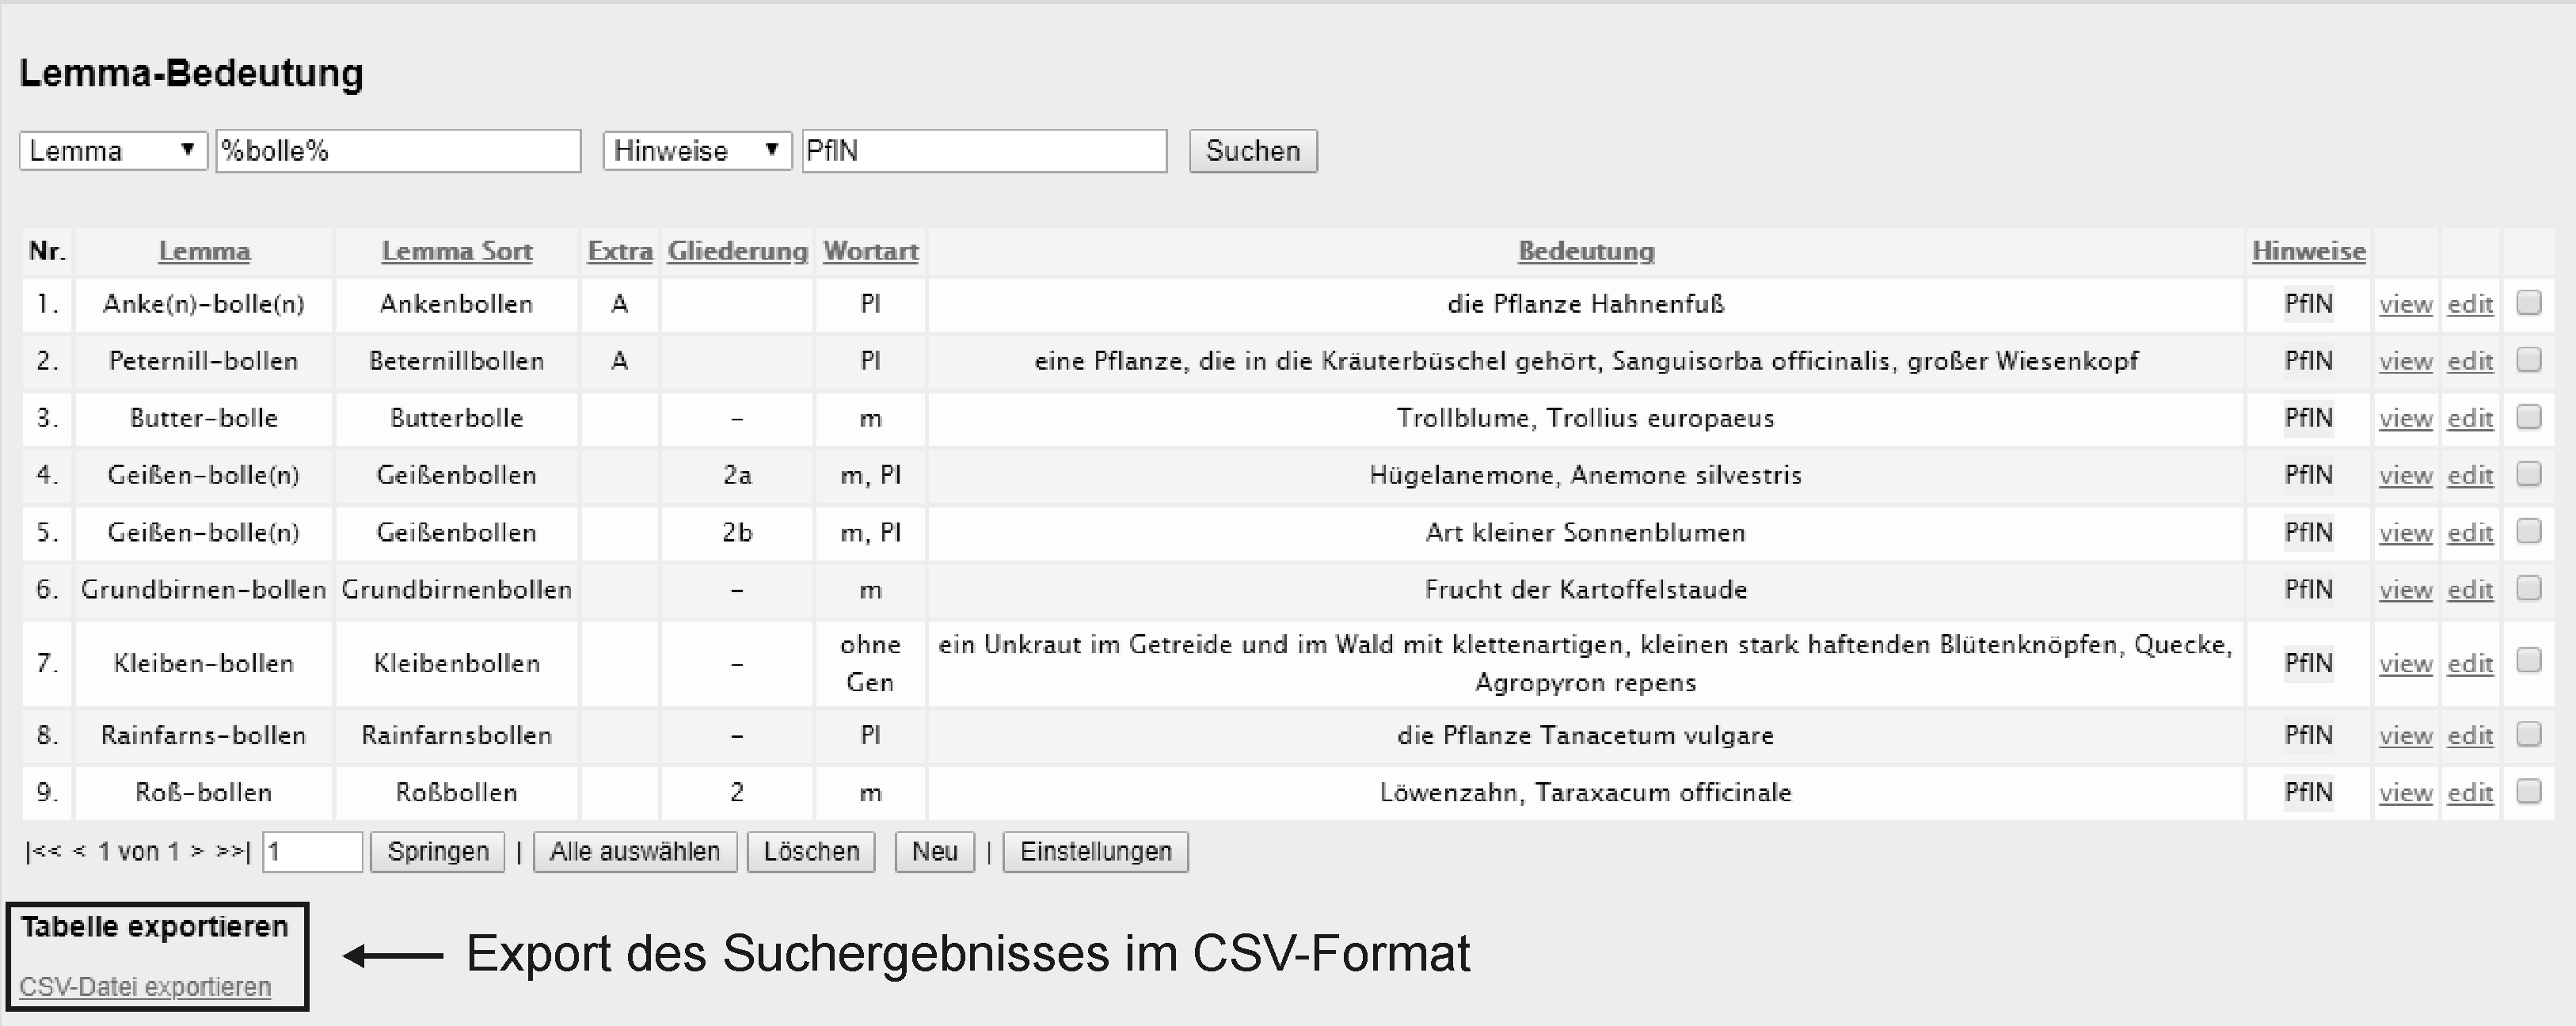 Lemma-Bedeutung
Lemma ▼ %bolle% Hinweise ▼ PflN Suchen
Nr. Lemma Lemma Sort Extra Gliederung Wortart Bedeutung Hinweise
1. Anke(n)-bolle(n) Ankenbollen A Pl die Pflanze Hahnenfuß PflN view edit
2. Peternill-bollen Beternillbollen A Pl eine Pflanze, die in die Kräuterbüschel gehört, Sanguisorba officinalis, großer Wiesenkopf PflN view edit
3. Butter-bolle Butterbolle - m Trollblume, Trollius europaeus PflN view edit
4. Geißen-bolle(n) Geißenbollen 2a m, Pl Hügelanemone, Anemone silvestris PflN view edit
5. Geißen-bolle(n) Geißenbollen 2b m, Pl Art kleiner Sonnenblumen PflN view edit
6. Grundbirnen-bollen Grundbirnenbollen - m Frucht der Kartoffelstaude PflN view edit
7. Kleiben-bollen Kleibenbollen - ohne Gen ein Unkraut im Getreide und im Wald mit klettenartigen, kleinen stark haftenden Blütenknöpfen, Quecke,
Agropyron repens PflN view edit
8. Rainfarns-bollen Rainfarnsbollen - Pl die Pflanze Tanacetum vulgare PflN view edit
9. Roß-bollen Roßbollen 2 m Löwenzahn, Taraxacum officinale PflN view edit
|<< < 1 von 1 > >>| 1 Springen | Alle auswählen Löschen Neu | Einstellungen
Tabelle exportieren
Export des Suchergebnisses im CSV-Format
CSV-Datei exportieren